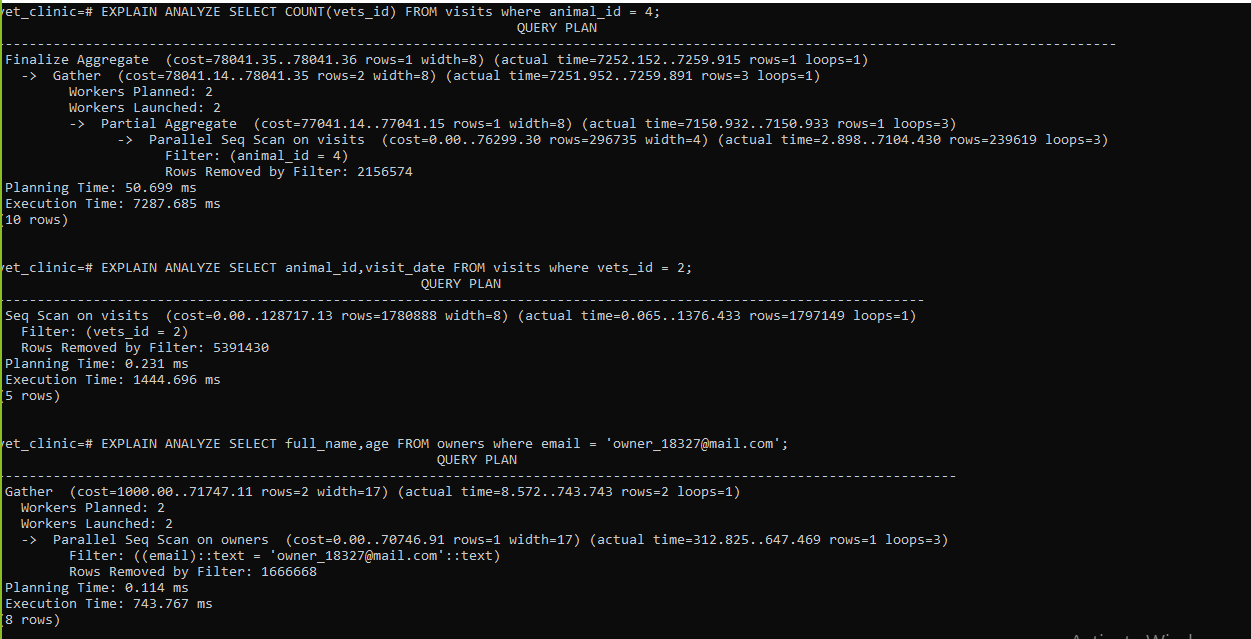 vet_clinic=# EXPLAIN ANALYZE SELECT COUNT(vets_id) FROM visits where animal_id = 4;
QUERY PLAN
-------------------------------------------------------------------------------------------------------------------------------------------
Finalize Aggregate  (cost=78041.35..78041.36 rows=1 width=8) (actual time=7252.152..7259.915 rows=1 loops=1)
  ->  Gather  (cost=78041.14..78041.35 rows=2 width=8) (actual time=7251.952..7259.891 rows=3 loops=1)
        Workers Planned: 2
        Workers Launched: 2
        ->  Partial Aggregate  (cost=77041.14..77041.15 rows=1 width=8) (actual time=7150.932..7150.933 rows=1 loops=3)
              ->  Parallel Seq Scan on visits  (cost=0.00..76299.30 rows=296735 width=4) (actual time=2.898..7104.430 rows=239619 loops=3)
                    Filter: (animal_id = 4)
                    Rows Removed by Filter: 2156574
Planning Time: 50.699 ms
Execution Time: 7287.685 ms
(10 rows)
vet_clinic=# EXPLAIN ANALYZE SELECT animal_id,visit_date FROM visits where vets_id = 2;
QUERY PLAN
-------------------------------------------------------------------------------------------------------------------
Seq Scan on visits  (cost=0.00..128717.13 rows=1780888 width=8) (actual time=0.065..1376.433 rows=1797149 loops=1)
  Filter: (vets_id = 2)
  Rows Removed by Filter: 5391430
Planning Time: 0.231 ms
Execution Time: 1444.696 ms
(5 rows)
vet_clinic=# EXPLAIN ANALYZE SELECT full_name,age FROM owners where email = 'owner_18327@mail.com';
QUERY PLAN
-----------------------------------------------------------------------------------------------------------------------
Gather  (cost=1000.00..71747.11 rows=2 width=17) (actual time=8.572..743.743 rows=2 loops=1)
  Workers Planned: 2
  Workers Launched: 2
  ->  Parallel Seq Scan on owners  (cost=0.00..70746.91 rows=1 width=17) (actual time=312.825..647.469 rows=1 loops=3)
        Filter: ((email)::text = 'owner_18327@mail.com'::text)
        Rows Removed by Filter: 1666668
Planning Time: 0.114 ms
Execution Time: 743.767 ms
(8 rows)